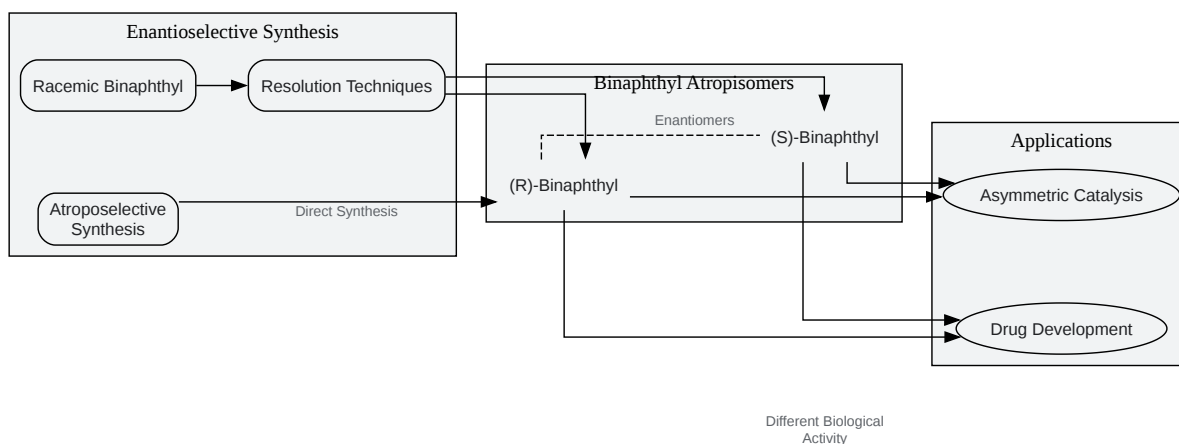 Enantioselective Synthesis
Racemic Binaphthyl
Resolution Techniques
Atroposelective
Synthesis
Direct Synthesis
Binaphthyl Atropisomers
Enantiomers
(S)-Binaphthyl
(R)-Binaphthyl
Applications
Asymmetric Catalysis
Drug Development
Different Biological
Activity